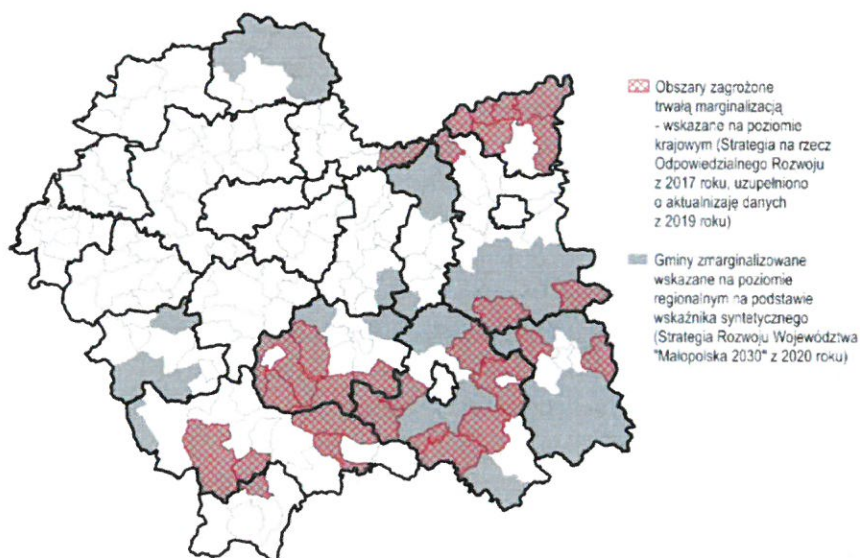 Obszary zagrożone
trwałą marginalizacją
- wskazane na poziomie
krajowym (Strategia na rzecz
Odpowiedzialnego Rozwoju
z 2017 roku, uzupełniono
o aktualnizaję danych
z 2019 roku)
Gminy zmarginalizowane
wskazane na poziomie
regionalnym na podstawie
wskaźnika syntetycznego
(Strategia Rozwoju Województwa
"Małopolska 2030" z 2020 roku)